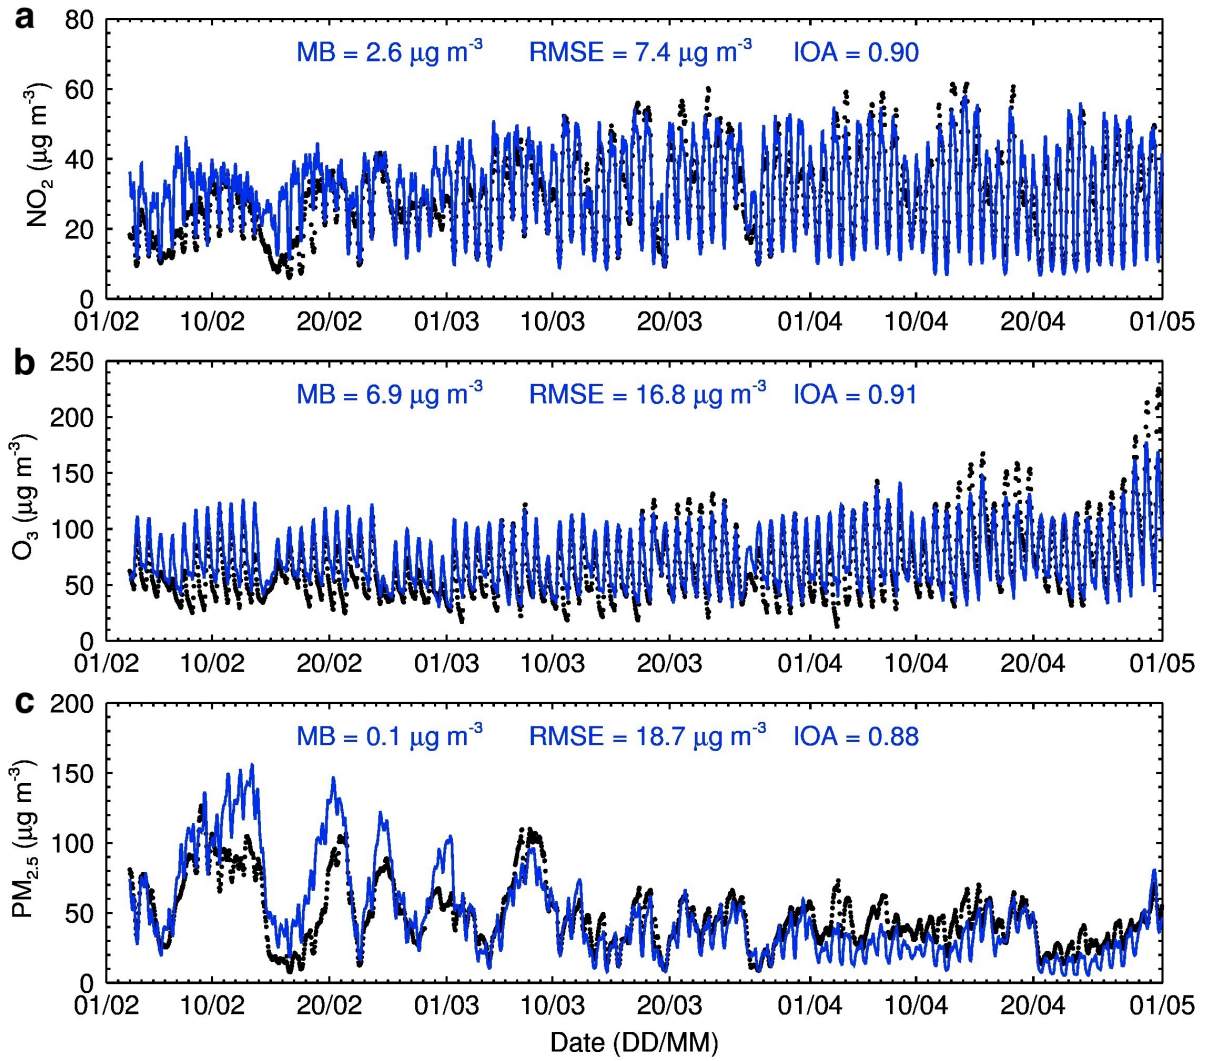 a
80
MB = 2.6 μg m-3 RMSE = 7.4 μg m-3 IOA = 0.90
60
40
20
0
NO2 (μg m-3)
01/02 10/02 20/02 01/03 10/03 20/03 01/04 10/04 20/04 01/05
b
250
MB = 6.9 μg m-3 RMSE = 16.8 μg m-3 IOA = 0.91
200
150
100
50
0
O3 (μg m-3)
01/02 10/02 20/02 01/03 10/03 20/03 01/04 10/04 20/04 01/05
c
200
MB = 0.1 μg m-3 RMSE = 18.7 μg m-3 IOA = 0.88
150
100
50
0
PM2.5 (μg m-3)
01/02 10/02 20/02 01/03 10/03 20/03 01/04 10/04 20/04 01/05
Date (DD/MM)